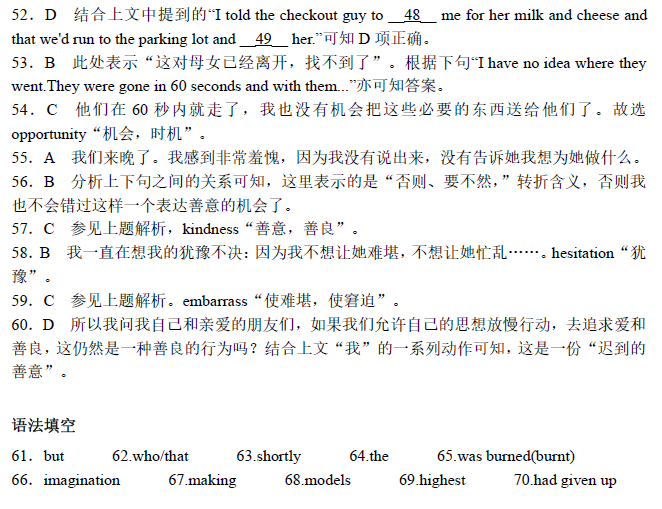 52．D　结合上文中提到的“I told the checkout guy to __48__ me for her milk and cheese and
that we'd run to the parking lot and __49__ her.”可知 D 项正确。
53．B　此处表示“这对母女已经离开，找不到了”。根据下句“I have no idea where they
went.They were gone in 60 seconds and with them...”亦可知答案。
54．C　他们在 60 秒内就走了，我也没有机会把这些必要的东西送给他们了。故选
opportunity“机会，时机”。
55．A　我们来晚了。我感到非常羞愧，因为我没有说出来，没有告诉她我想为她做什么。
56．B　分析上下句之间的关系可知，这里表示的是“否则、要不然，”转折含义，否则我
也不会错过这样一个表达善意的机会了。
57．C　参见上题解析，kindness“善意，善良”。
58．B　我一直在想我的犹豫不决：因为我不想让她难堪，不想让她忙乱……。hesitation“犹
豫”。
59．C　参见上题解析。embarrass“使难堪，使窘迫”。
60．D　所以我问我自己和亲爱的朋友们，如果我们允许自己的思想放慢行动，去追求爱和
善良，这仍然是一种善良的行为吗？结合上文“我”的一系列动作可知，这是一份“迟到的
善意”。
语法填空
61．but　62.who/that　63.shortly　64.the　65.was burned(burnt)
66．imagination　67.making　68.models　69.highest　70.had given up